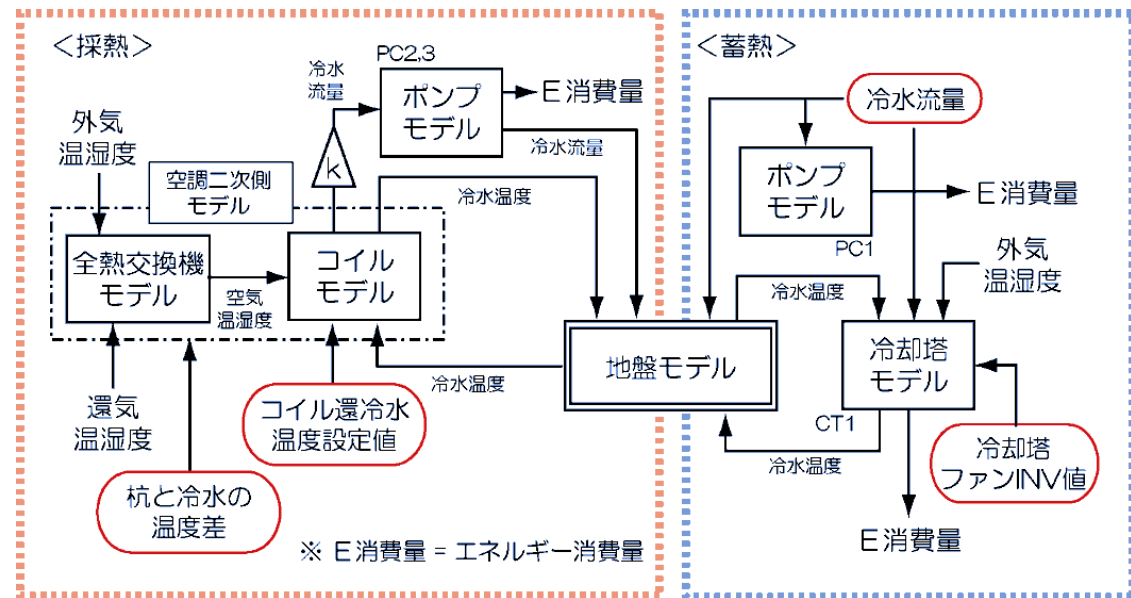 <採熱>
PC2,3
冷水
流量
ポンプ
モデル
E消費量
冷水流量
外気
温湿度
k
空調二次側
モデル
冷水温度
全熱交換機
モデル
空気
温湿度
コイル
モデル
還気
温湿度
コイル還冷水
温度設定値
冷水温度
杭と冷水の
温度差
※ E消費量 = エネルギー消費量
地盤モデル
<蓄熱>
冷水流量
ポンプ
モデル
E消費量
PC1
外気
温湿度
冷水温度
冷却塔
モデル
CT1
冷水温度
冷却塔
ファンINV値
E消費量